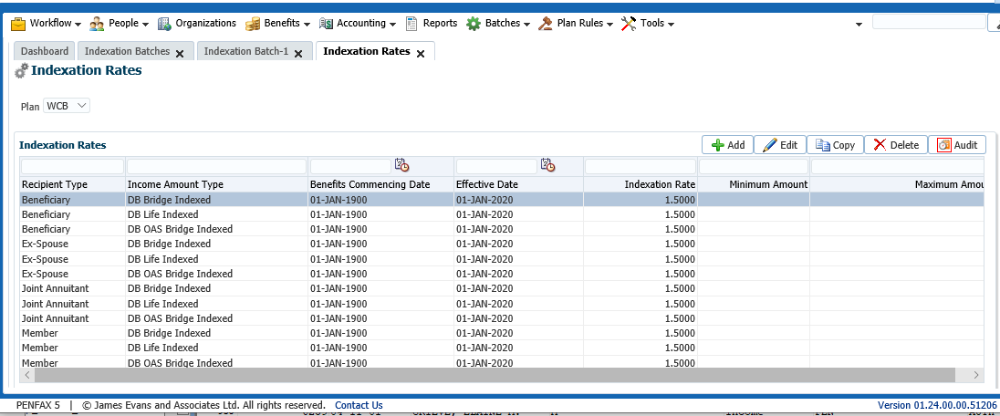 Workflow People Organizations Benefits Accounting Reports Batches Plan Rules Tools
Dashboard Indexation Batches Indexation Batch-1 Indexation Rates
Indexation Rates
Plan WCB
Indexation Rates Add Edit Copy Delete Audit
Recipient Type Income Amount Type Benefits Commencing Date Effective Date Indexation Rate Minimum Amount Maximum Amou
Beneficiary DB Bridge Indexed 01-JAN-1900 01-JAN-2020 1.5000
Beneficiary DB Life Indexed 01-JAN-1900 01-JAN-2020 1.5000
Beneficiary DB OAS Bridge Indexed 01-JAN-1900 01-JAN-2020 1.5000
Ex-Spouse DB Bridge Indexed 01-JAN-1900 01-JAN-2020 1.5000
Ex-Spouse DB Life Indexed 01-JAN-1900 01-JAN-2020 1.5000
Ex-Spouse DB OAS Bridge Indexed 01-JAN-1900 01-JAN-2020 1.5000
Joint Annuitant DB Bridge Indexed 01-JAN-1900 01-JAN-2020 1.5000
Joint Annuitant DB Life Indexed 01-JAN-1900 01-JAN-2020 1.5000
Joint Annuitant DB OAS Bridge Indexed 01-JAN-1900 01-JAN-2020 1.5000
Member DB Bridge Indexed 01-JAN-1900 01-JAN-2020 1.5000
Member DB Life Indexed 01-JAN-1900 01-JAN-2020 1.5000
Member DB OAS Bridge Indexed 01-JAN-1900 01-JAN-2020 1.5000
PENFAX 5 | © James Evans and Associates Ltd. All rights reserved. Contact Us Version 01.24.00.00.51206